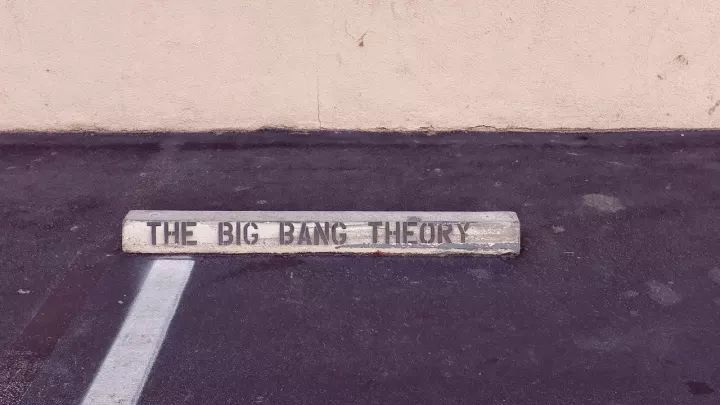 THE BIG BANG THEORY